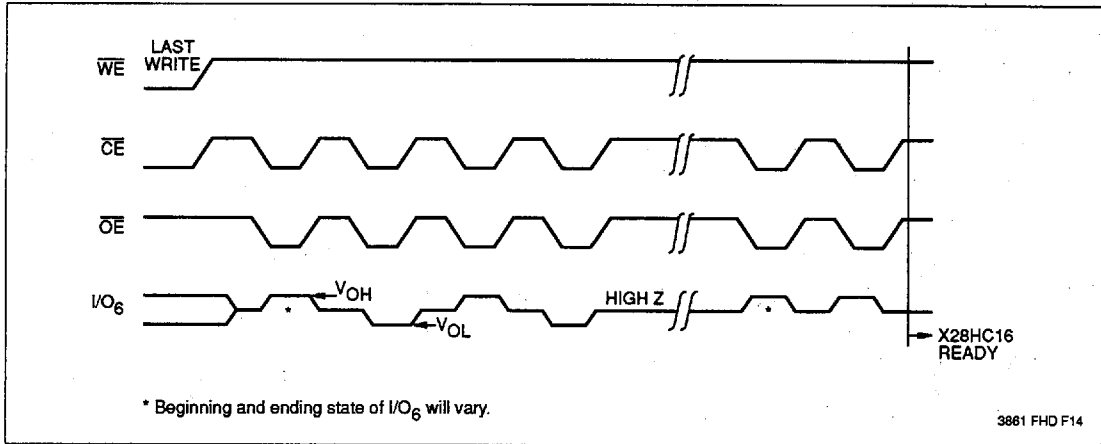 LAST
WRITE
WE
CE
OE
I/O6
VOH
*
VOL
HIGH Z
*
X28HC16
READY
* Beginning and ending state of I/O6 will vary.
3861 FHD F14